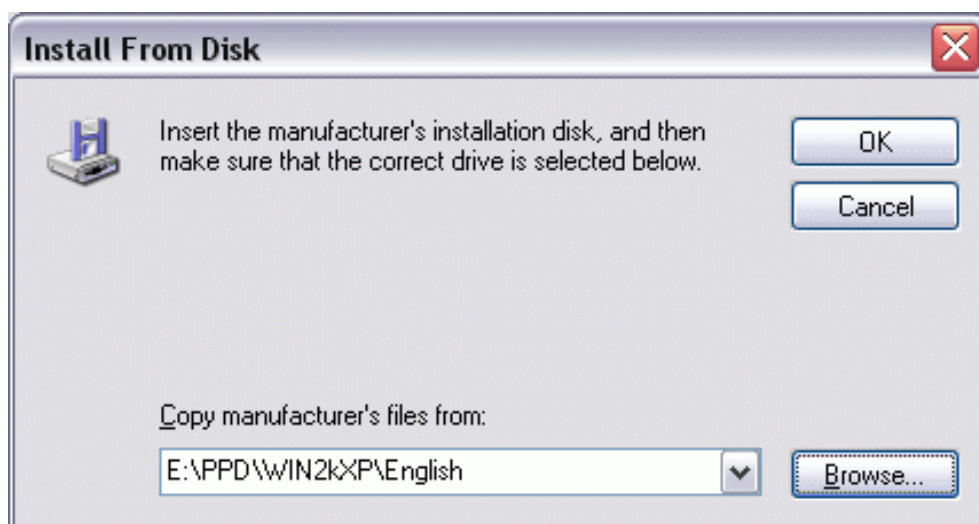 Install From Disk
Insert the manufacturer's installation disk, and then
make sure that the correct drive is selected below.
OK
Cancel
Copy manufacturer's files from:
E:\PPD\WIN2kXP\English
Browse...